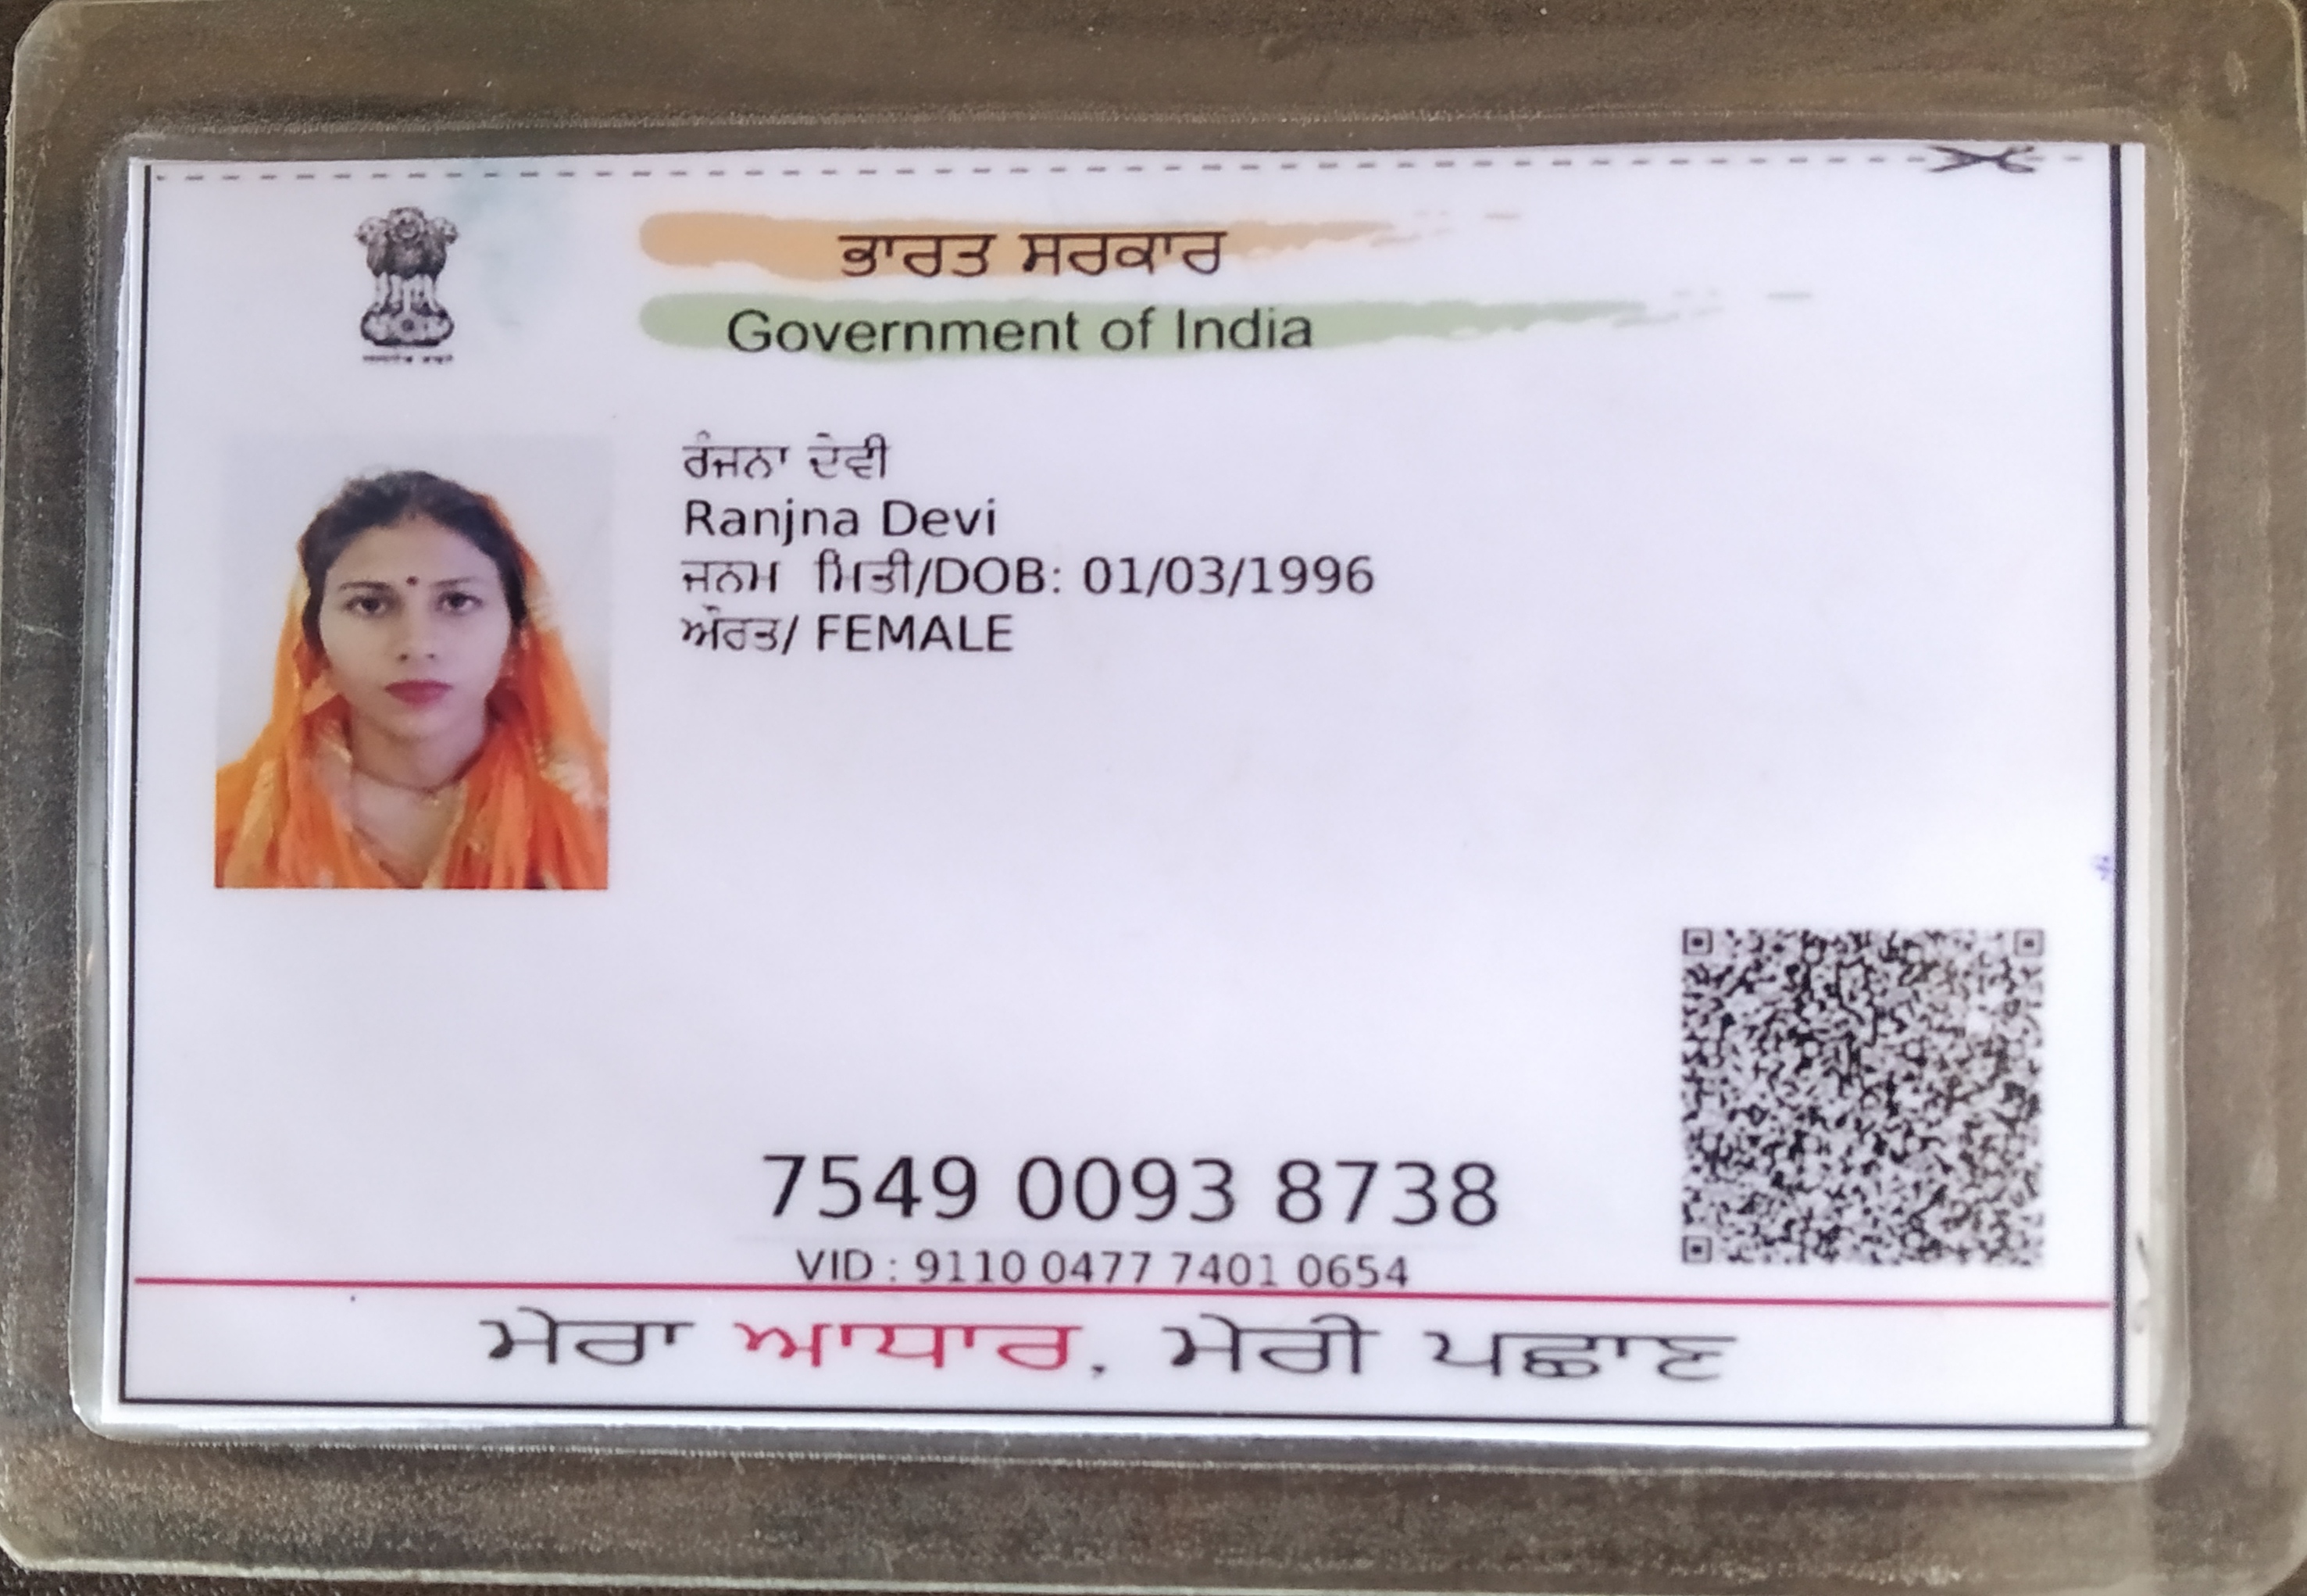 ਭਾਰਤ ਸਰਕਾਰ
Government of India
ਰੰਜਨਾ ਦੇਵੀ
Ranjna Devi
ਜਨਮ ਮਿਤੀ/DOB: 01/03/1996
ਔਰਤ/ FEMALE
7549 0093 8738
VID : 9110 0477 7401 0654
ਮੇਰਾ ਆਧਾਰ, ਮੇਰੀ ਪਛਾਣ